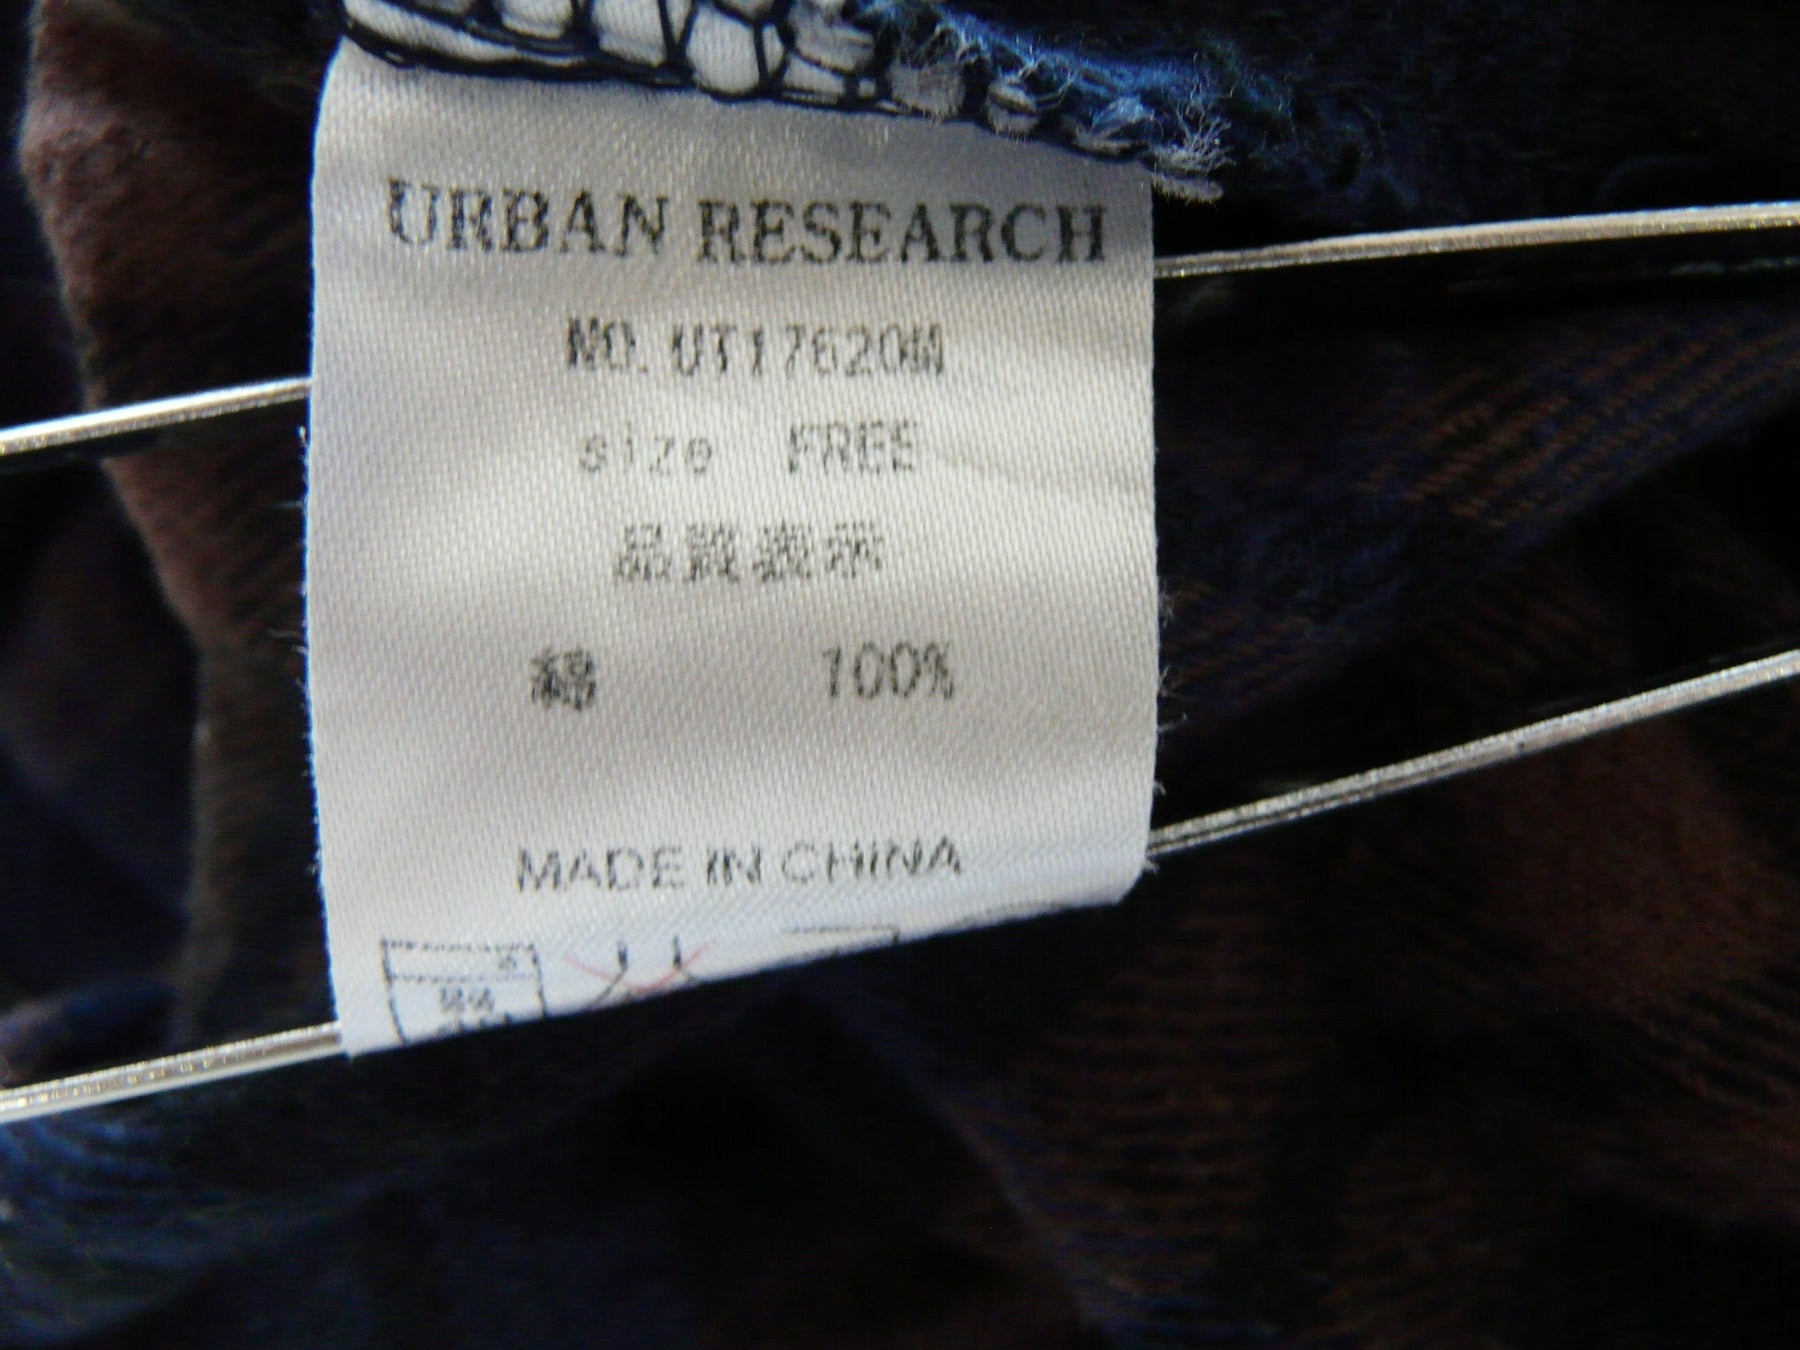 URBAN RESEARCH
NO.UT17620M
size FREE
品質表示
綿 100%
MADE IN CHINA